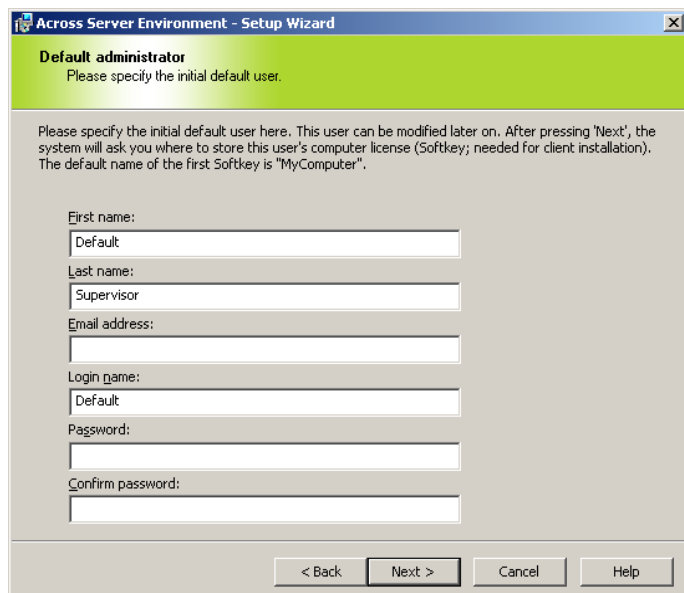 Across Server Environment - Setup Wizard
Default administrator
Please specify the initial default user.
Please specify the initial default user here. This user can be modified later on. After pressing 'Next', the
system will ask you where to store this user's computer license (Softkey; needed for client installation).
The default name of the first Softkey is "MyComputer".
First name:
Default
Last name:
Supervisor
Email address:
Login name:
Default
Password:
Confirm password:
< Back Next > Cancel Help